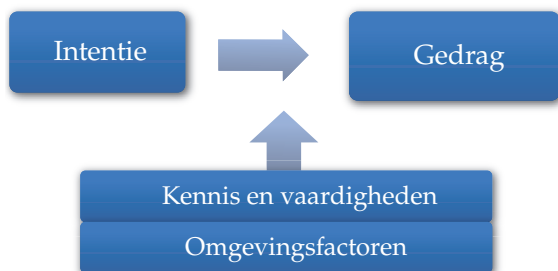 Intentie
Gedrag
Kennis en vaardigheden
Omgevingsfactoren